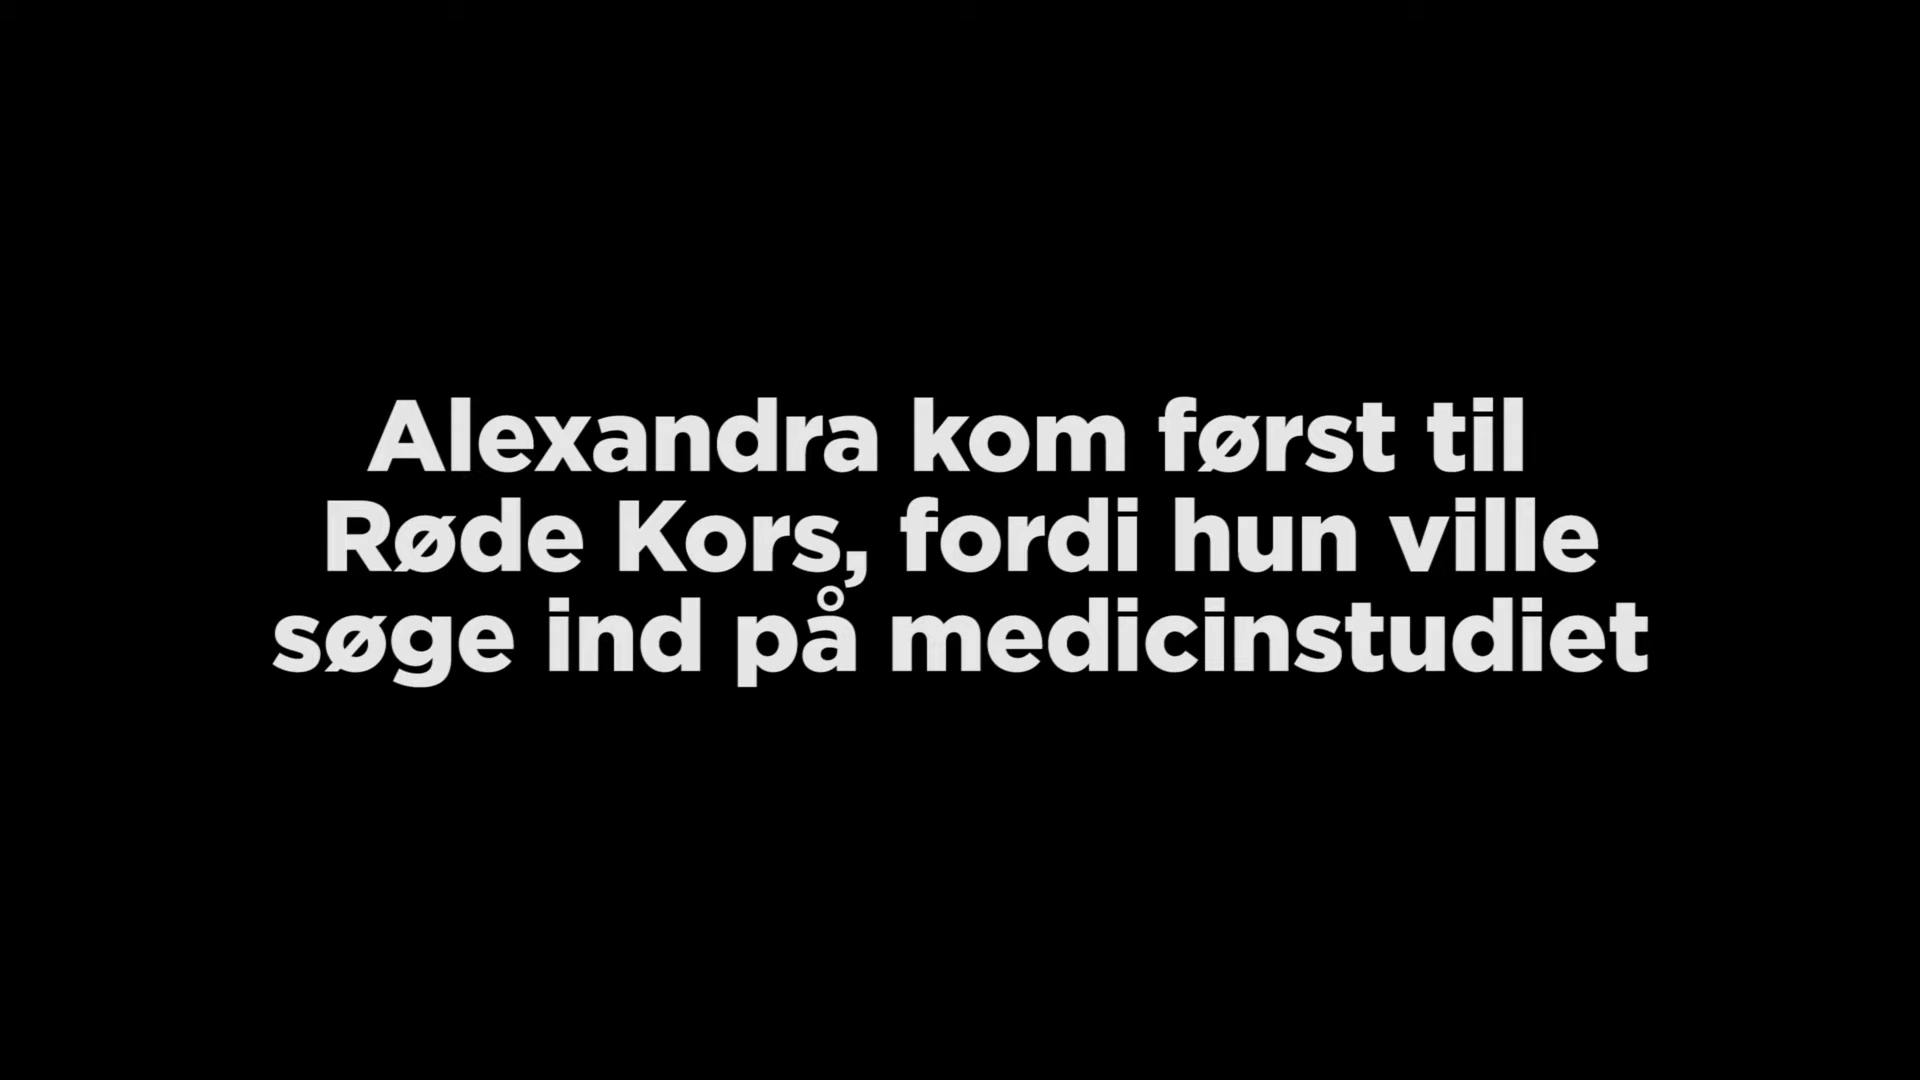 Alexandra kom først til
Røde Kors, fordi hun ville
søge ind på medicinstudiet